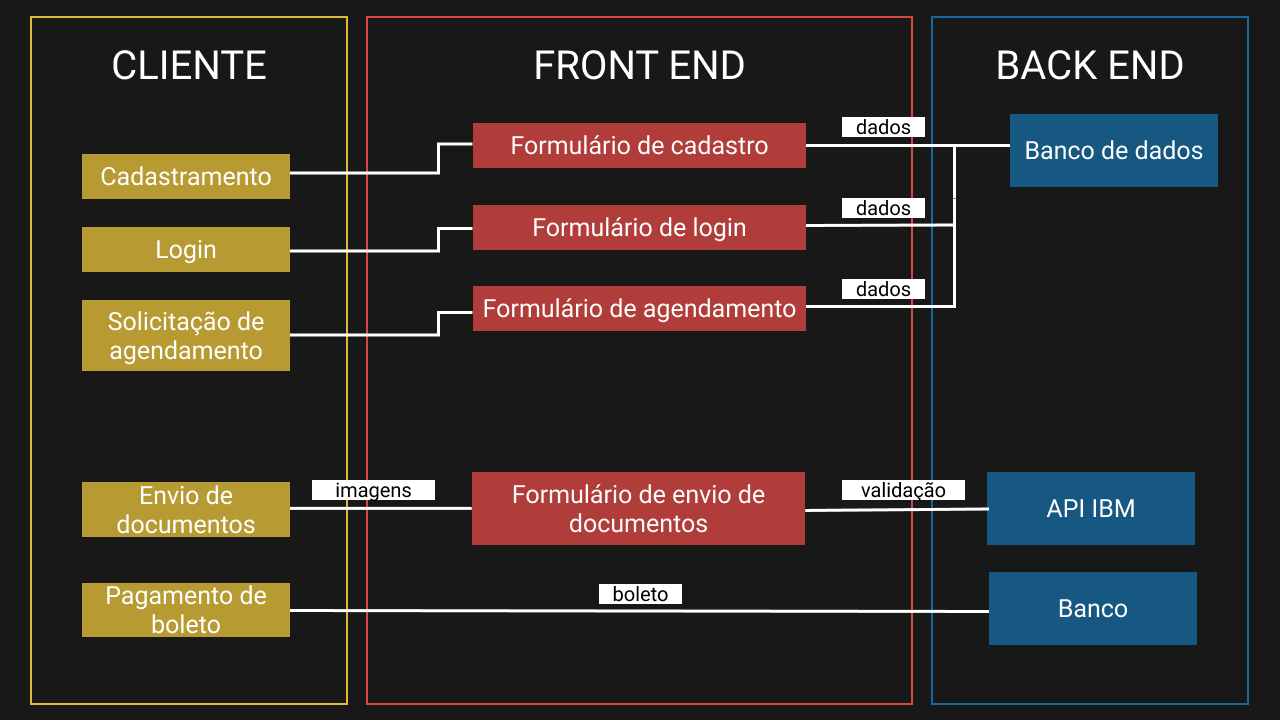 CLIENTE
FRONT END
BACK END
Cadastramento
Formulário de cadastro
dados
Banco de dados
Login
Formulário de login
dados
Solicitação de
agendamento
Formulário de agendamento
dados
Envio de
documentos
imagens
Formulário de envio de
documentos
validação
API IBM
Pagamento de
boleto
boleto
Banco